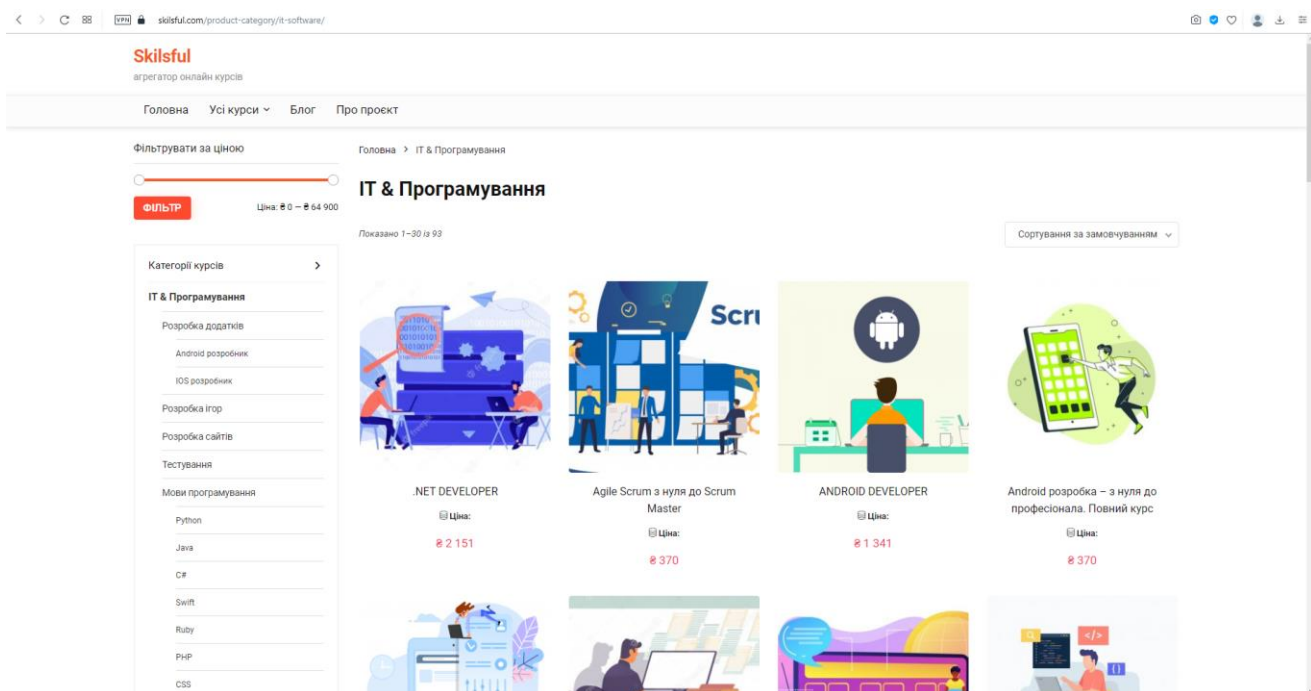 VPN skilsful.com/product-category/it-software/
Skilsful
агрегатор онлайн курсів
Головна Усі курси Блог Про проєкт
Фільтрувати за ціною
ФІЛЬТР Ціна: ₴ 0 — ₴ 64 900
Категорії курсів
IT & Програмування
Розробка додатків
Android розробник
IOS розробник
Розробка ігор
Розробка сайтів
Тестування
Мови програмування
Python
Java
C#
Swift
Ruby
PHP
CSS
Головна > IT & Програмування
IT & Програмування
Показано 1–30 із 93
Сортування за замовчуванням
.NET DEVELOPER
Ціна:
₴ 2 151
Scru
Agile Scrum з нуля до Scrum
Master
Ціна:
₴ 370
ANDROID DEVELOPER
Ціна:
₴ 1 341
Android розробка – з нуля до
професіонала. Повний курс
Ціна:
₴ 370
</>